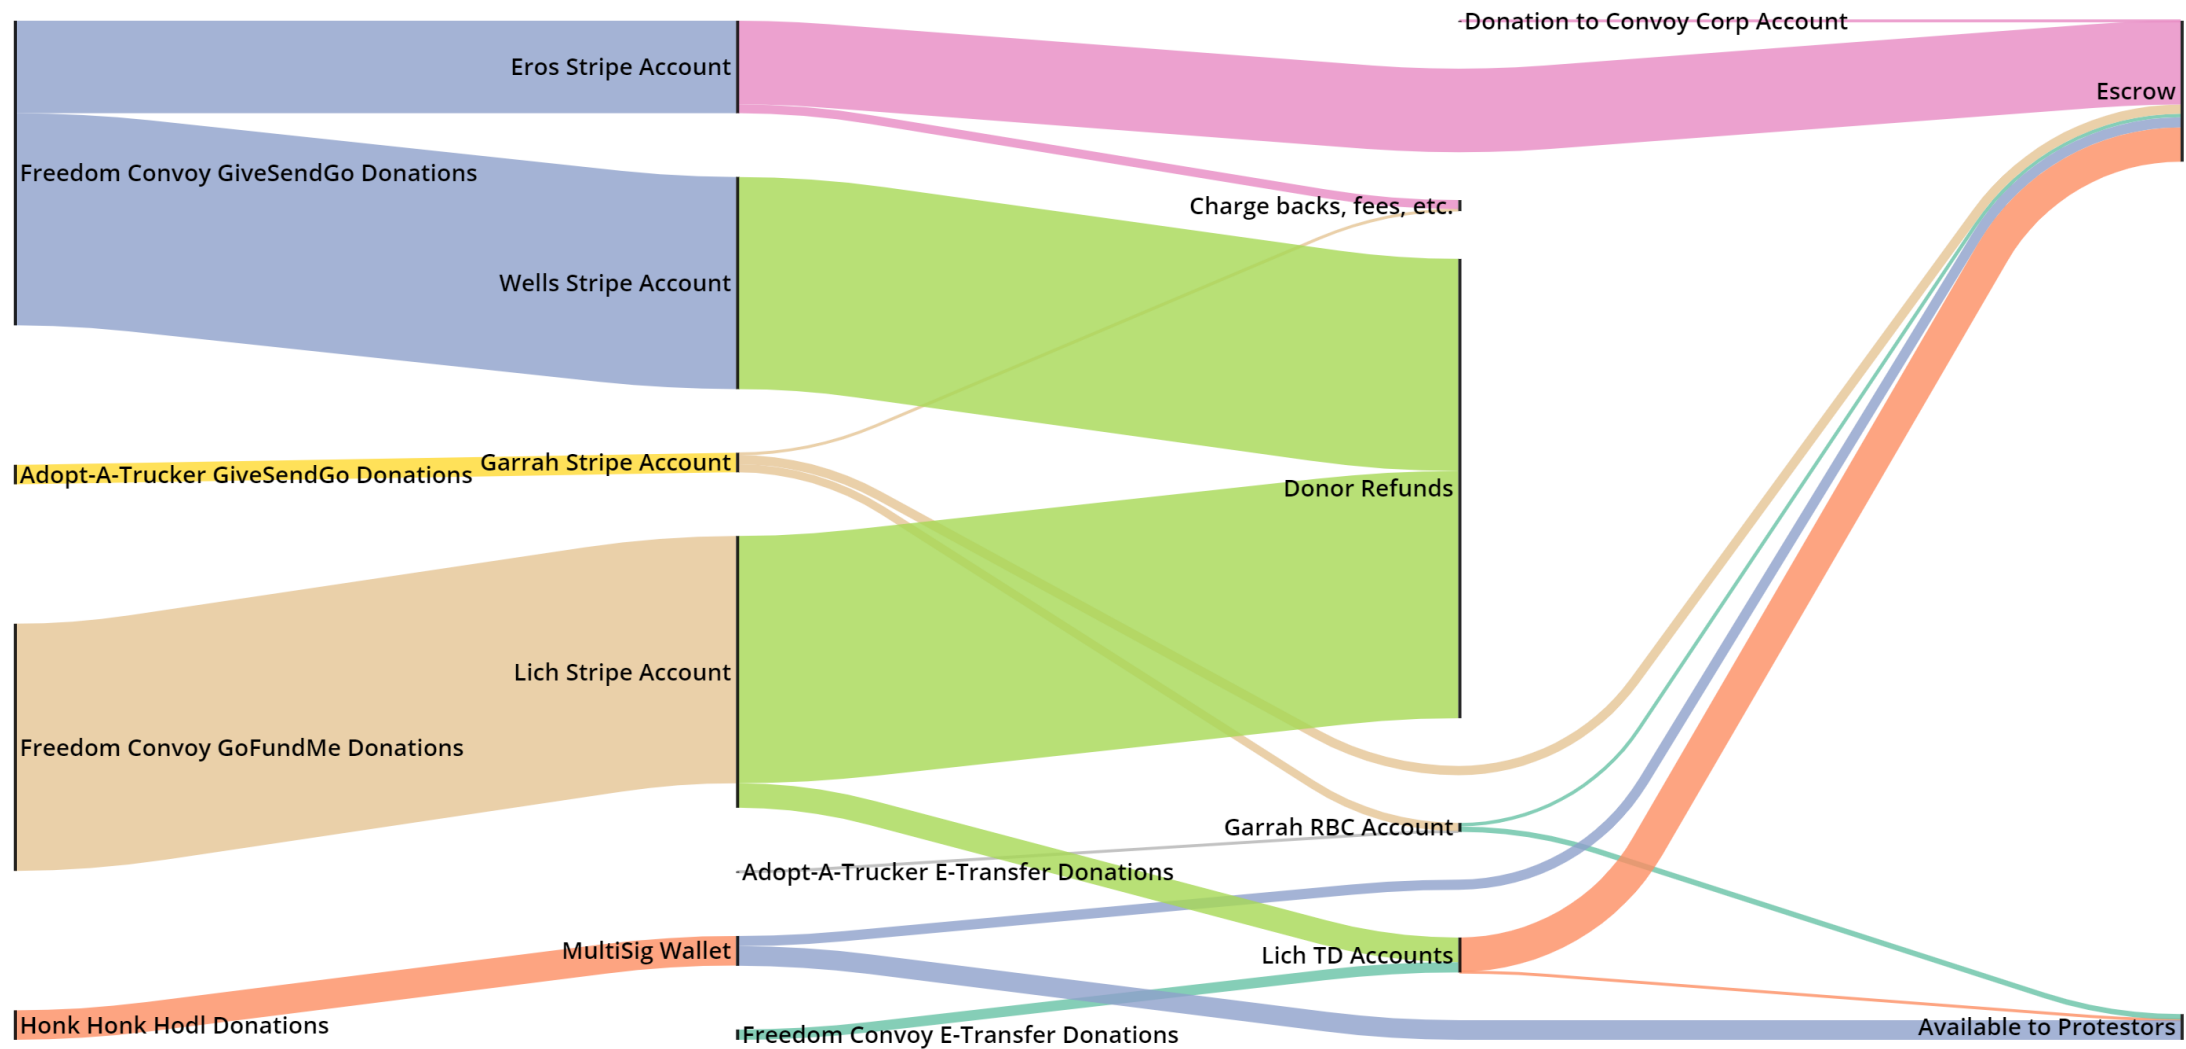 Donation to Convoy Corp Account
Eros Stripe Account
Escrow
Freedom Convoy GiveSendGo Donations
Charge backs, fees, etc.
Wells Stripe Account
Garrah Stripe Account
Adopt-A-Trucker GiveSendGo Donations
Donor Refunds
Lich Stripe Account
Freedom Convoy GoFundMe Donations
Garrah RBC Account
Adopt-A-Trucker E-Transfer Donations
MultiSig Wallet
Lich TD Accounts
Honk Honk Hodl Donations
Freedom Convoy E-Transfer Donations
Available to Protestors